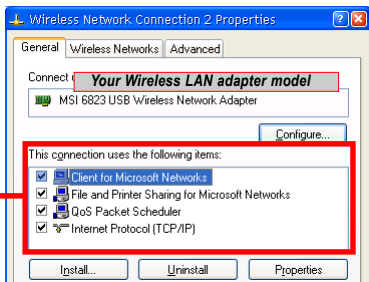 Wireless Network Connection 2 Properties
General Wireless Networks Advanced
Connect
Your Wireless LAN adapter model
MSI 6823 USB Wireless Network Adapter
Configure...
This connection uses the following items:
Client for Microsoft Networks
File and Printer Sharing for Microsoft Networks
QoS Packet Scheduler
Internet Protocol (TCP/IP)
Install... Uninstall Properties